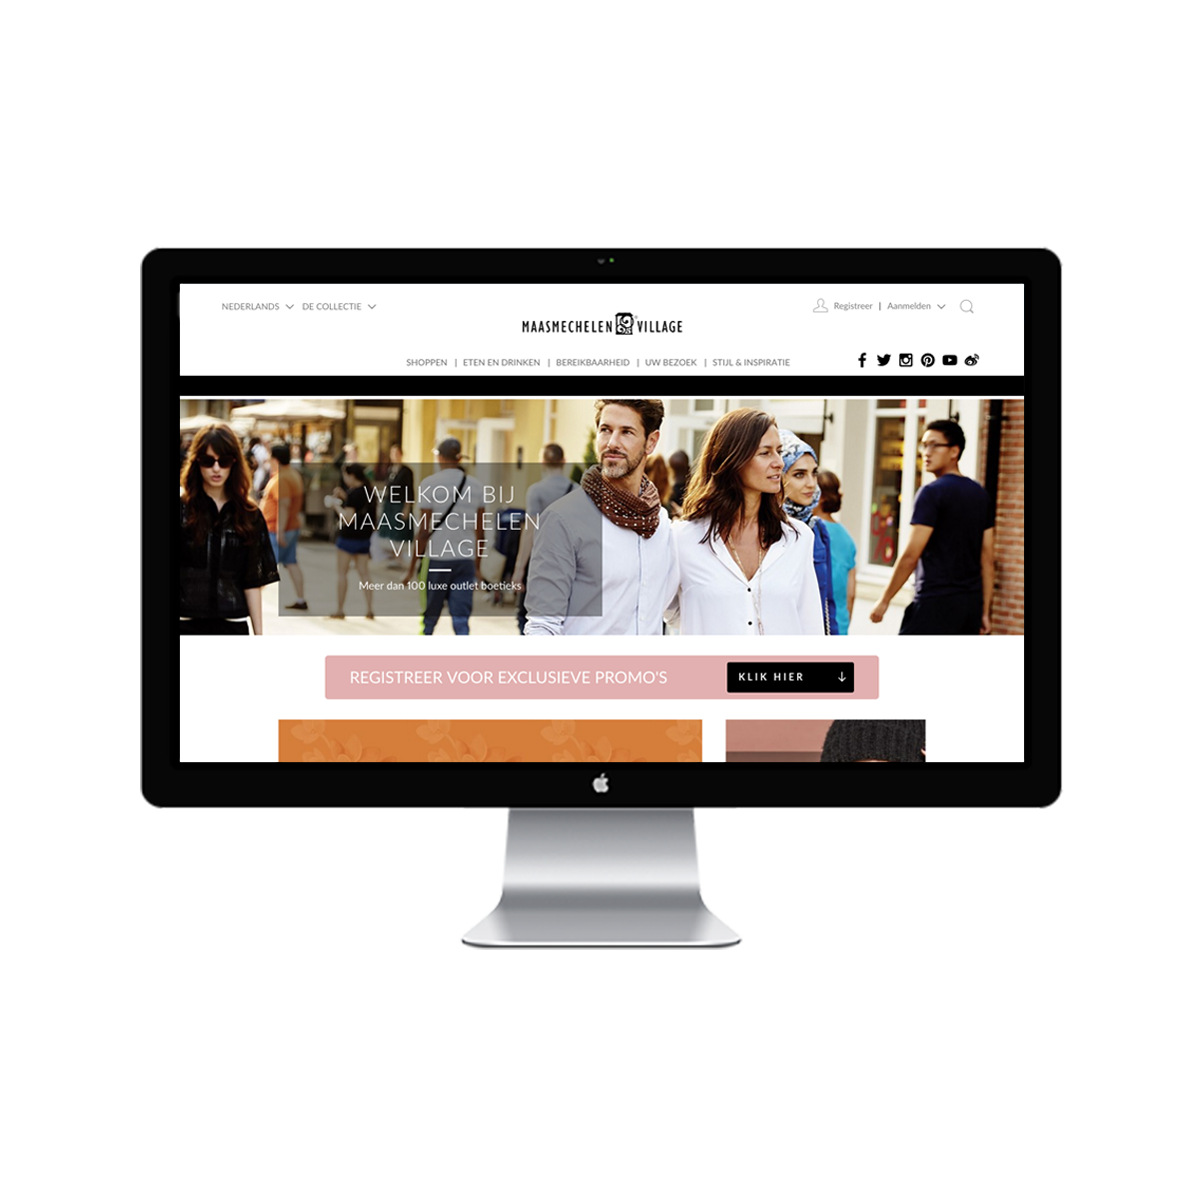 NEDERLANDS DE COLLECTIE
Registreer | Aanmelden
MAASMECHELEN VILLAGE
SHOPPEN | ETEN EN DRINKEN | BEREIKBAARHEID | UW BEZOEK | STIJL & INSPIRATIE
WELKOM BIJ
MAASMECHELEN
VILLAGE
Meer dan 100 luxe outlet boetieks
REGISTREER VOOR EXCLUSIEVE PROMO'S
KLIK HIER